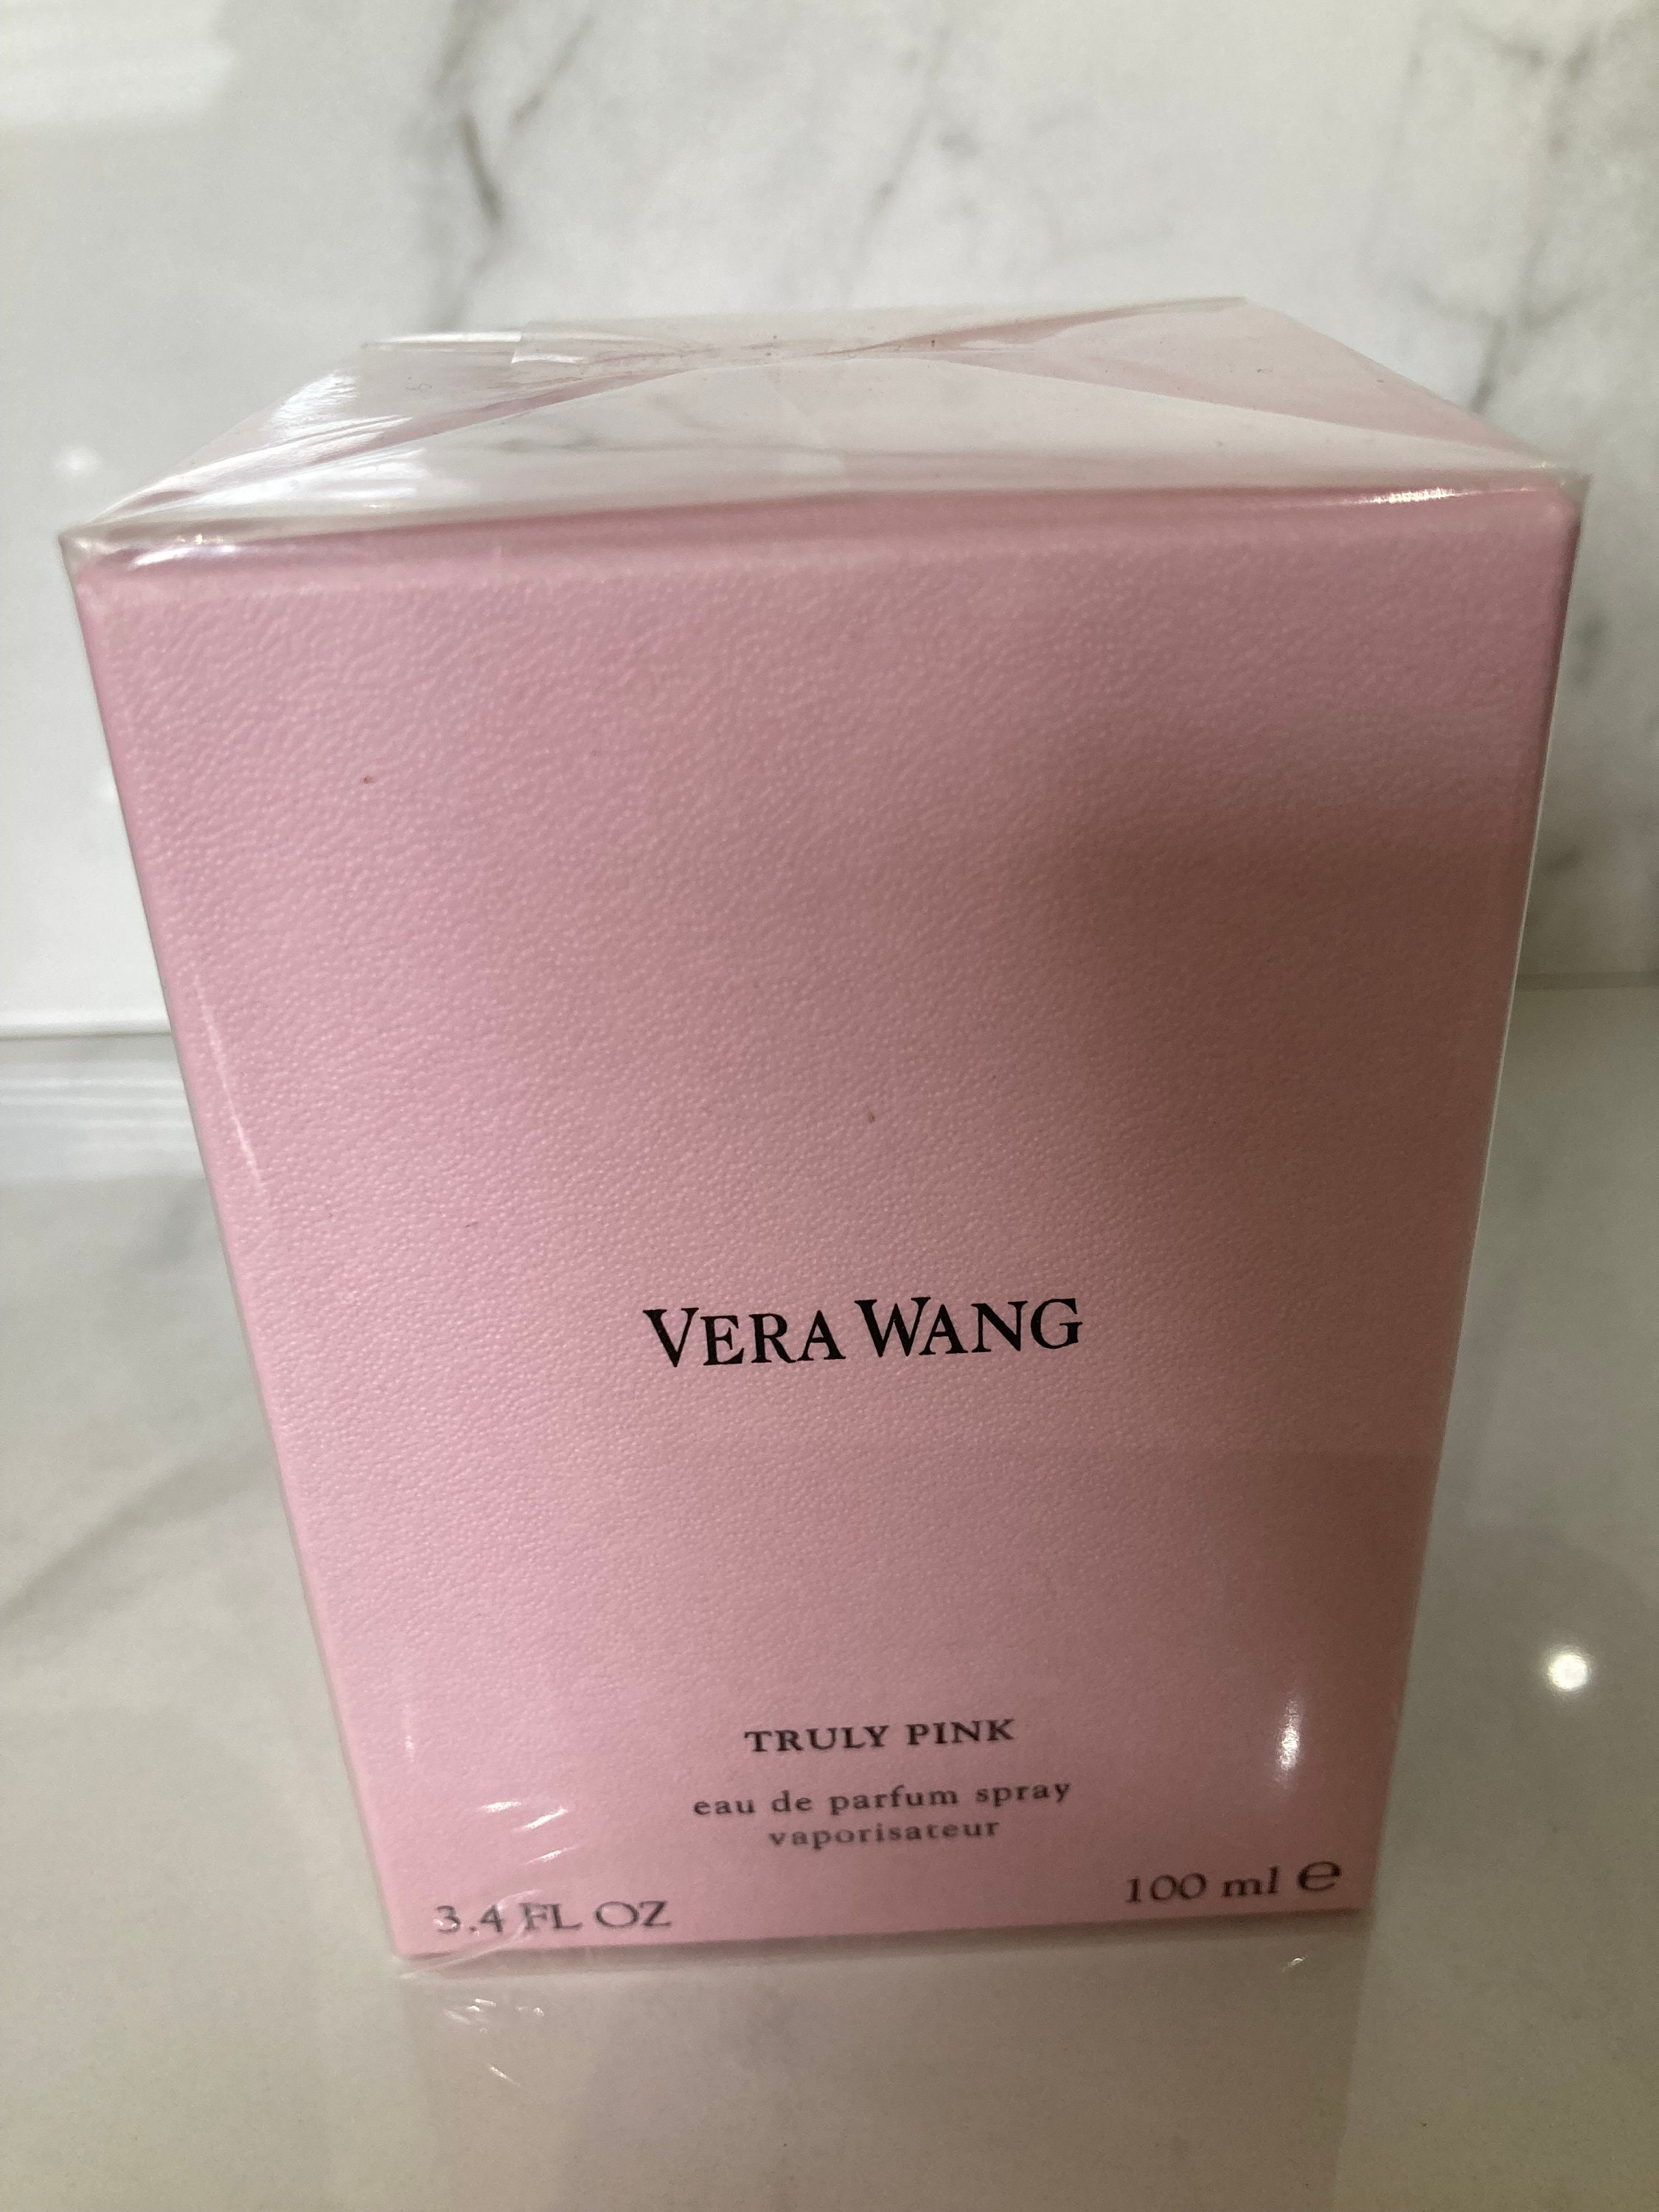 VERA WANG
TRULY PINK
eau de parfum spray
vaporisateur
3.4 FL OZ
100 ml ℮